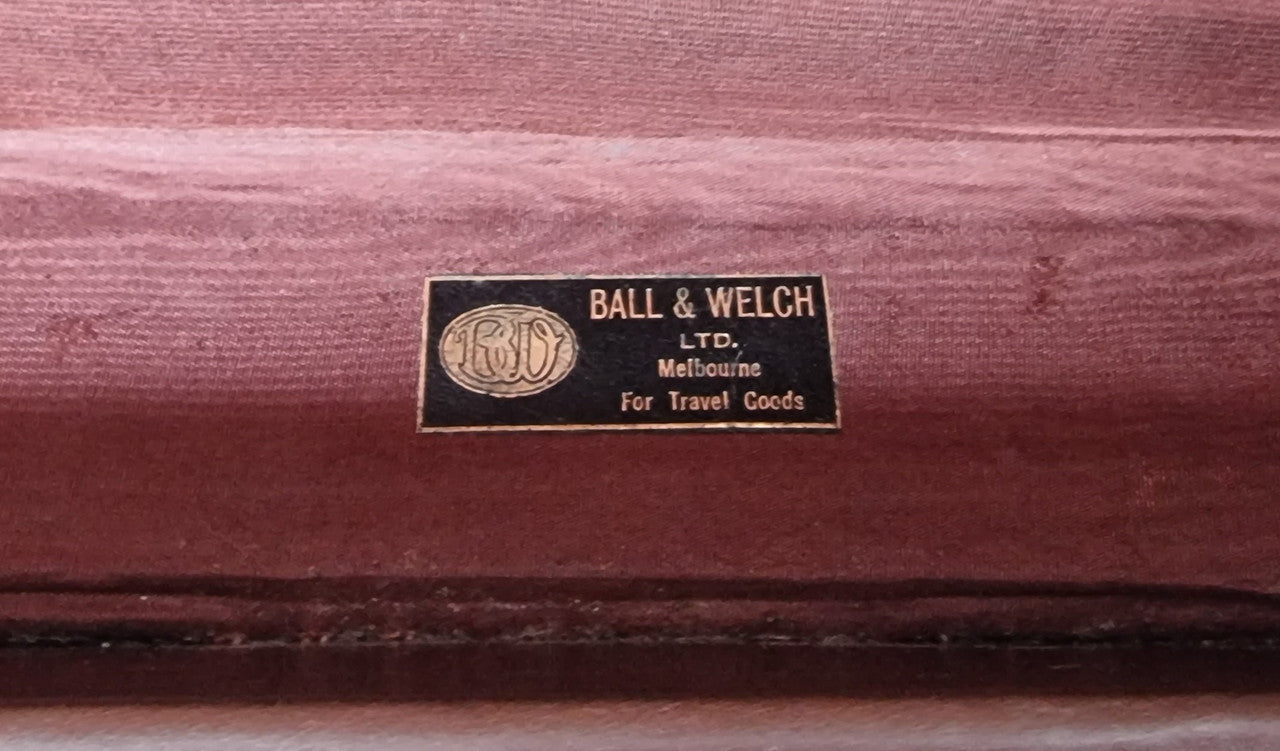 BALL & WELCH
LTD.
Melbourne
For Travel Goods